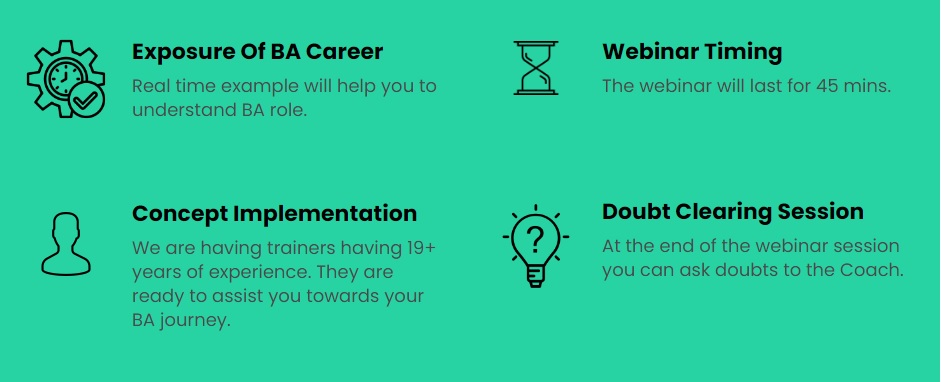 Exposure Of BA Career
Real time example will help you to
understand BA role.
Webinar Timing
The webinar will last for 45 mins.
Concept Implementation
We are having trainers having 19+
years of experience. They are
ready to assist you towards your
BA journey.
Doubt Clearing Session
At the end of the webinar session
you can ask doubts to the Coach.
?